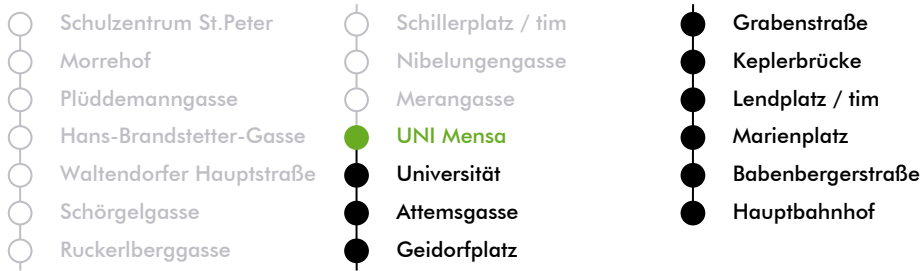 Schulzentrum St.Peter
Morrehof
Plüddemanngasse
Hans-Brandstetter-Gasse
Waltendorfer Hauptstraße
Schörgelgasse
Ruckerlberggasse
Schillerplatz / tim
Nibelungengasse
Merangasse
UNI Mensa
Universität
Attemsgasse
Geidorfplatz
Grabenstraße
Keplerbrücke
Lendplatz / tim
Marienplatz
Babenbergerstraße
Hauptbahnhof